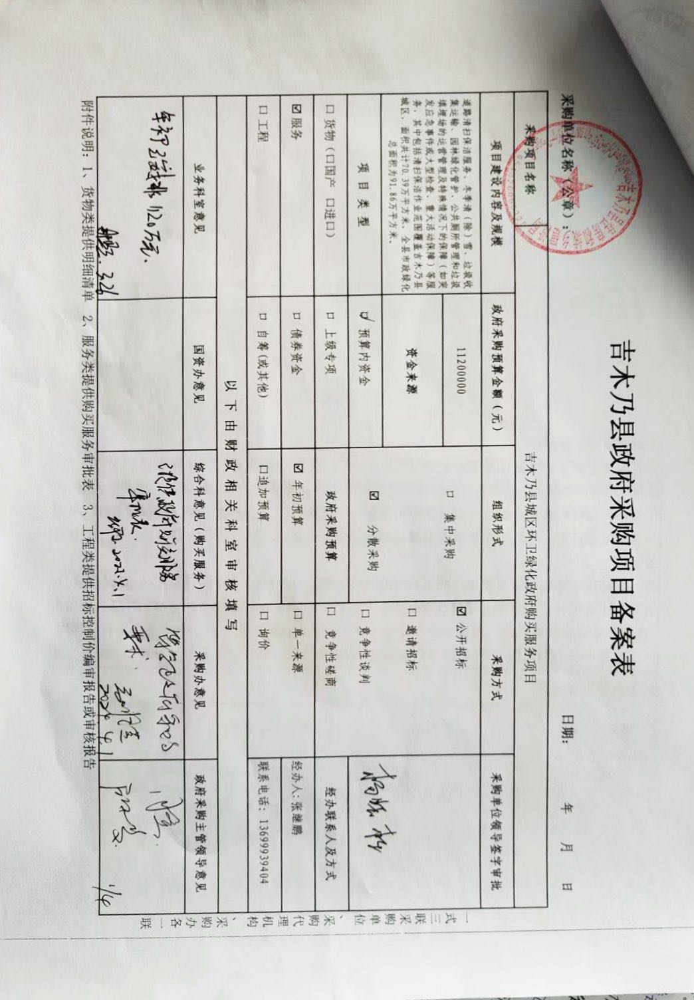 吉木乃县政府采购项目备案表
采购单位名称（公章）：
日期： 年 月 日
采购项目名称
吉木乃县城区环卫绿化政府购买服务项目
项目建设内容及规模
政府采购预算金额（元）
组织形式
采购方式
采购单位领导签字审批
道路清扫保洁服务、冬季清（除）雪、垃圾收
集运输、园林绿化管护、公共厕所管理和垃圾
填埋场的运营管理及特殊情况下的保障（如突
发应急事件或大型检查、重大活动保障）等服
务，其中包括清扫保洁作业范围覆盖吉木乃县
城区，面积共计70.39万平方米，全县市政绿化
总面积为91.86万平方米。
11200000
□ 集中采购
☑ 分散采购
☑ 公开招标
□ 邀请招标
□ 竞争性谈判
□ 竞争性磋商
□ 单一来源
□ 询价
资金来源
项目类型
☑ 预算内资金
□ 货物（□国产 □进口）
□ 上级专项
政府采购预算
经办联系人及方式
☑ 服务
□ 债券资金
☑ 年初预算
经办人：张继鹏
□ 工程
□ 自筹(或其他)
□追加预算
联系电话：13699939404
以下由财政相关科室审核填写
业务科室意见
国资办意见
综合科意见（购买服务）
采购办意见
政府采购主管领导意见
1120万元.
3.26
要求.
1/4
附件说明：1、货物类提供明细清单 2、服务类提供购买服务审批表 3、工程类提供招标控制价编审报告或审核报告
一式三联采购单位、采购代理机构、采购办各一联